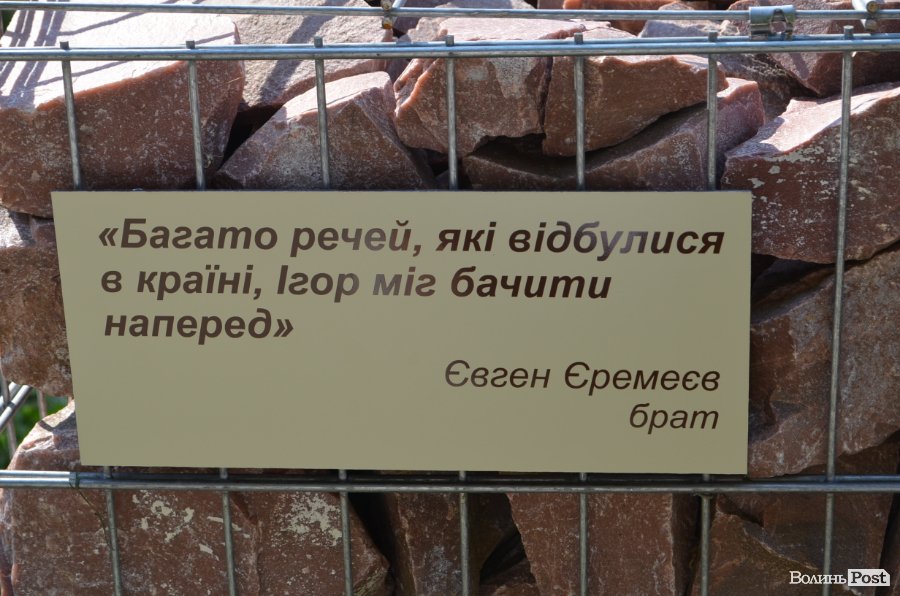 «Багато речей, які відбулися
в країні, Ігор міг бачити
наперед»
Євген Єремеєв
брат
Волинь Post